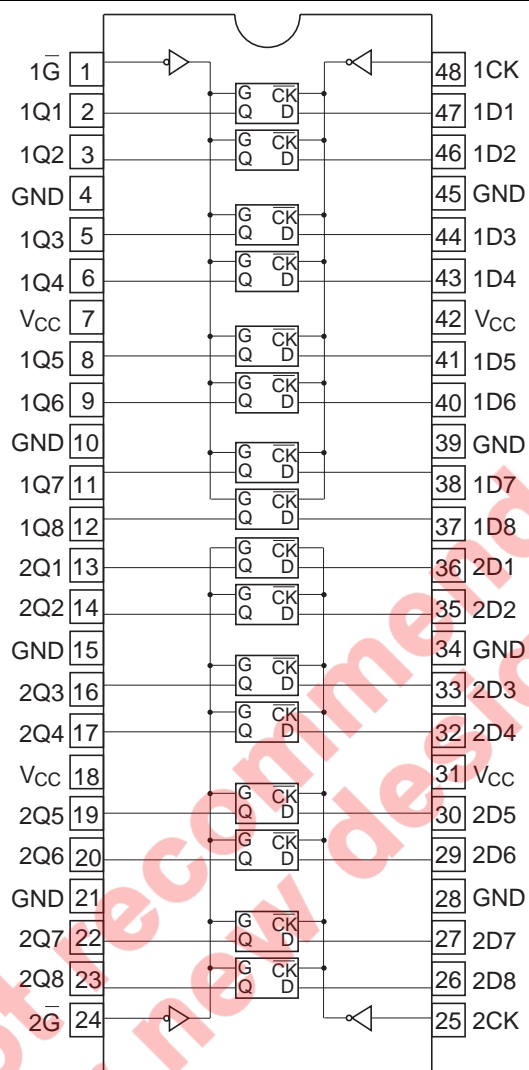 1G̅ 1 48 1CK
G C̅K̅
1Q1 2 Q D 47 1D1
G C̅K̅
1Q2 3 Q D 46 1D2
GND 4 45 GND
G C̅K̅
1Q3 5 Q D 44 1D3
G C̅K̅
1Q4 6 Q D 43 1D4
VCC 7 42 VCC
G C̅K̅
1Q5 8 Q D 41 1D5
G C̅K̅
1Q6 9 Q D 40 1D6
GND 10 39 GND
G C̅K̅
1Q7 11 Q D 38 1D7
G C̅K̅
1Q8 12 Q D 37 1D8
G C̅K̅
2Q1 13 Q D 36 2D1
G C̅K̅
2Q2 14 Q D 35 2D2
GND 15 34 GND
G C̅K̅
2Q3 16 Q D 33 2D3
G C̅K̅
2Q4 17 Q D 32 2D4
VCC 18 31 VCC
G C̅K̅
2Q5 19 Q D 30 2D5
G C̅K̅
2Q6 20 Q D 29 2D6
GND 21 28 GND
G C̅K̅
2Q7 22 Q D 27 2D7
G C̅K̅
2Q8 23 Q D 26 2D8
2G̅ 24 25 2CK
ot recommend
new desig